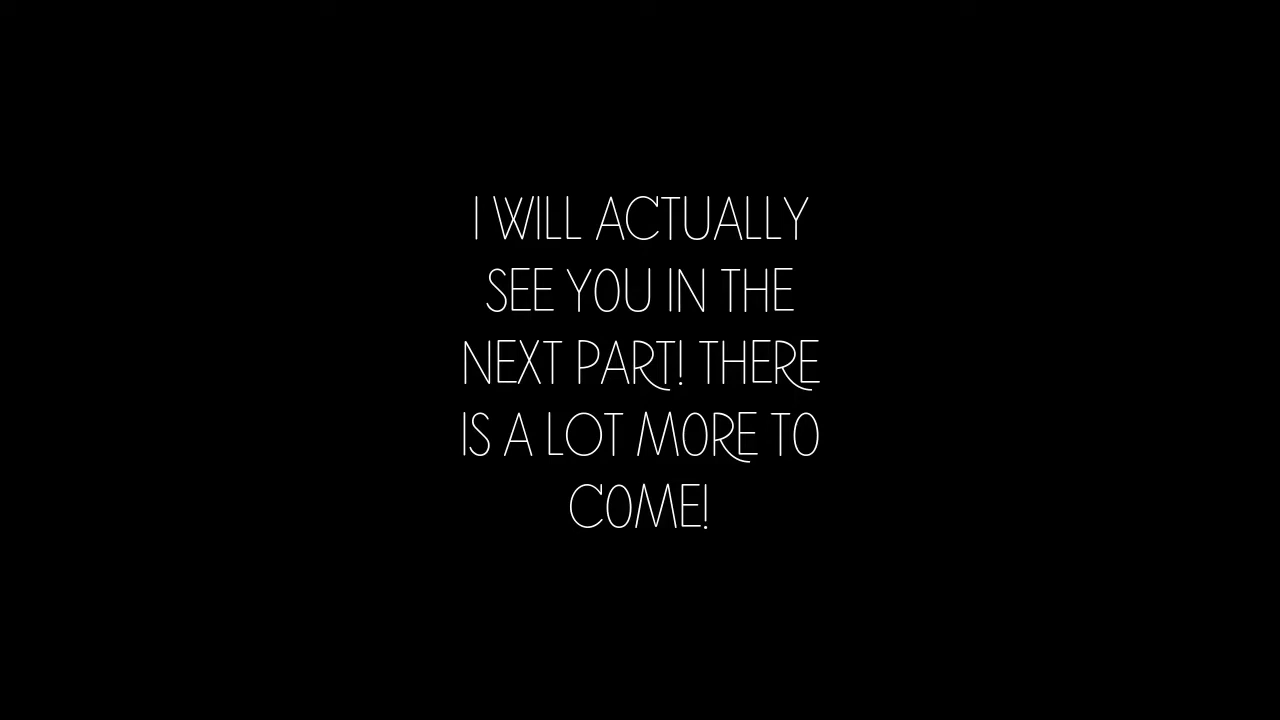 I WILL ACTUALLY
SEE YOU IN THE
NEXT PART! THERE
IS A LOT MORE TO
COME!